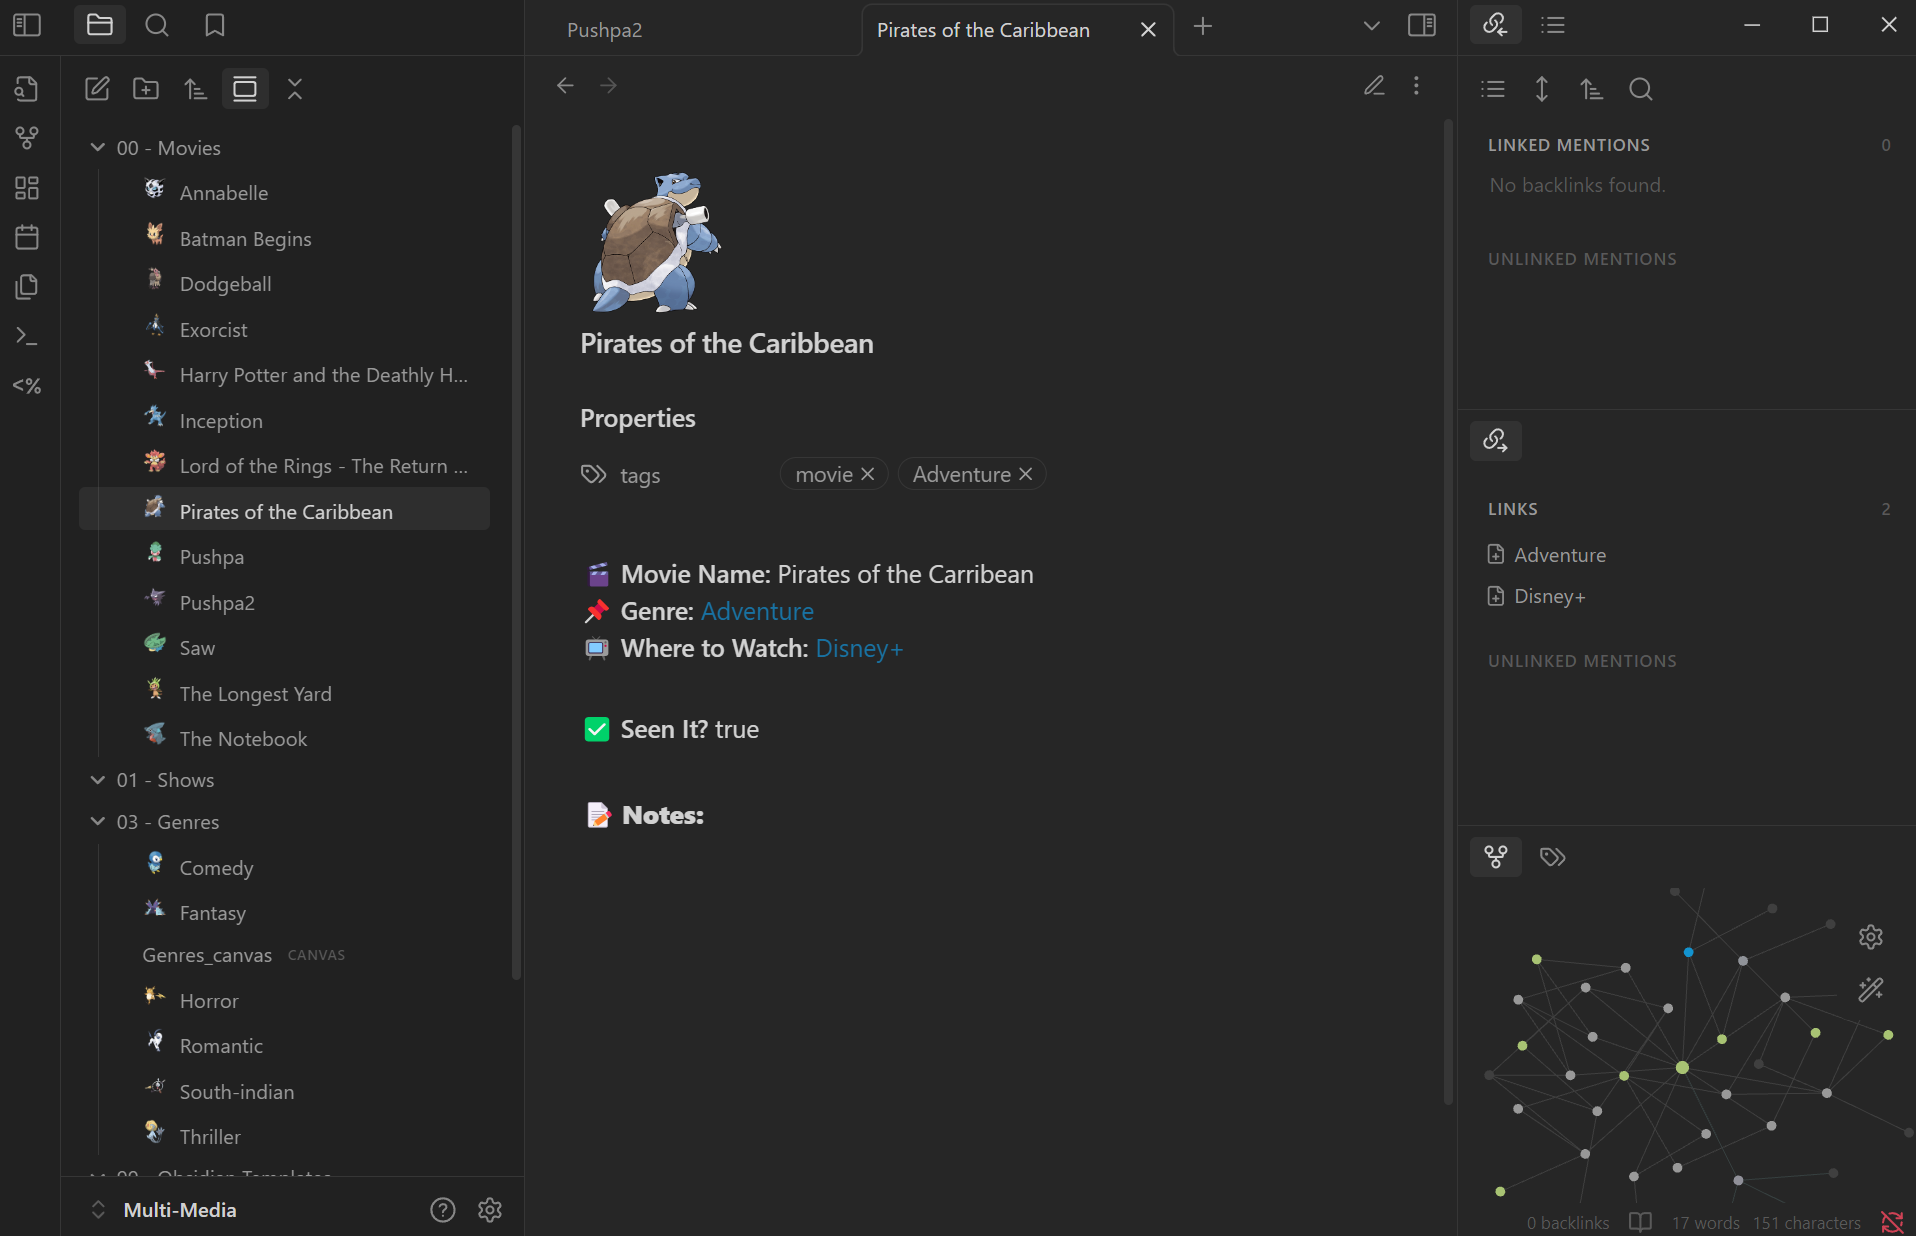 Pushpa2
Pirates of the Caribbean
<%
00 - Movies
Annabelle
Batman Begins
Dodgeball
Exorcist
Harry Potter and the Deathly H...
Inception
Lord of the Rings - The Return ...
Pirates of the Caribbean
Pushpa
Pushpa2
Saw
The Longest Yard
The Notebook
01 - Shows
03 - Genres
Comedy
Fantasy
Genres_canvas CANVAS
Horror
Romantic
South-indian
Thriller
Obsidian Templates
Multi-Media
Pirates of the Caribbean
Properties
tags movie Adventure
Movie Name: Pirates of the Carribean
Genre: Adventure
Where to Watch: Disney+
Seen It? true
Notes:
LINKED MENTIONS 0
No backlinks found.
UNLINKED MENTIONS
LINKS 2
Adventure
Disney+
UNLINKED MENTIONS
0 backlinks 17 words 151 characters